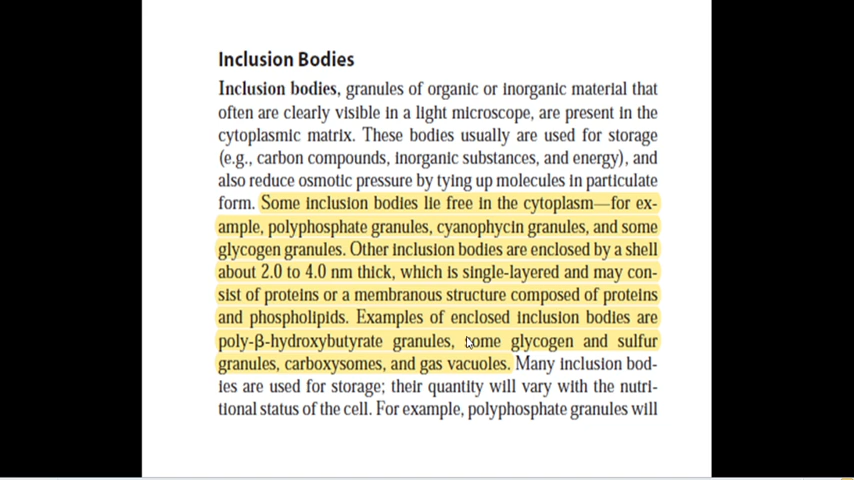 Inclusion Bodies
Inclusion bodies, granules of organic or inorganic material that
often are clearly visible in a light microscope, are present in the
cytoplasmic matrix. These bodies usually are used for storage
(e.g., carbon compounds, inorganic substances, and energy), and
also reduce osmotic pressure by tying up molecules in particulate
form. Some inclusion bodies lie free in the cytoplasm—for ex-
ample, polyphosphate granules, cyanophycin granules, and some
glycogen granules. Other inclusion bodies are enclosed by a shell
about 2.0 to 4.0 nm thick, which is single-layered and may con-
sist of proteins or a membranous structure composed of proteins
and phospholipids. Examples of enclosed inclusion bodies are
poly-β-hydroxybutyrate granules, some glycogen and sulfur
granules, carboxysomes, and gas vacuoles. Many inclusion bod-
ies are used for storage; their quantity will vary with the nutri-
tional status of the cell. For example, polyphosphate granules will